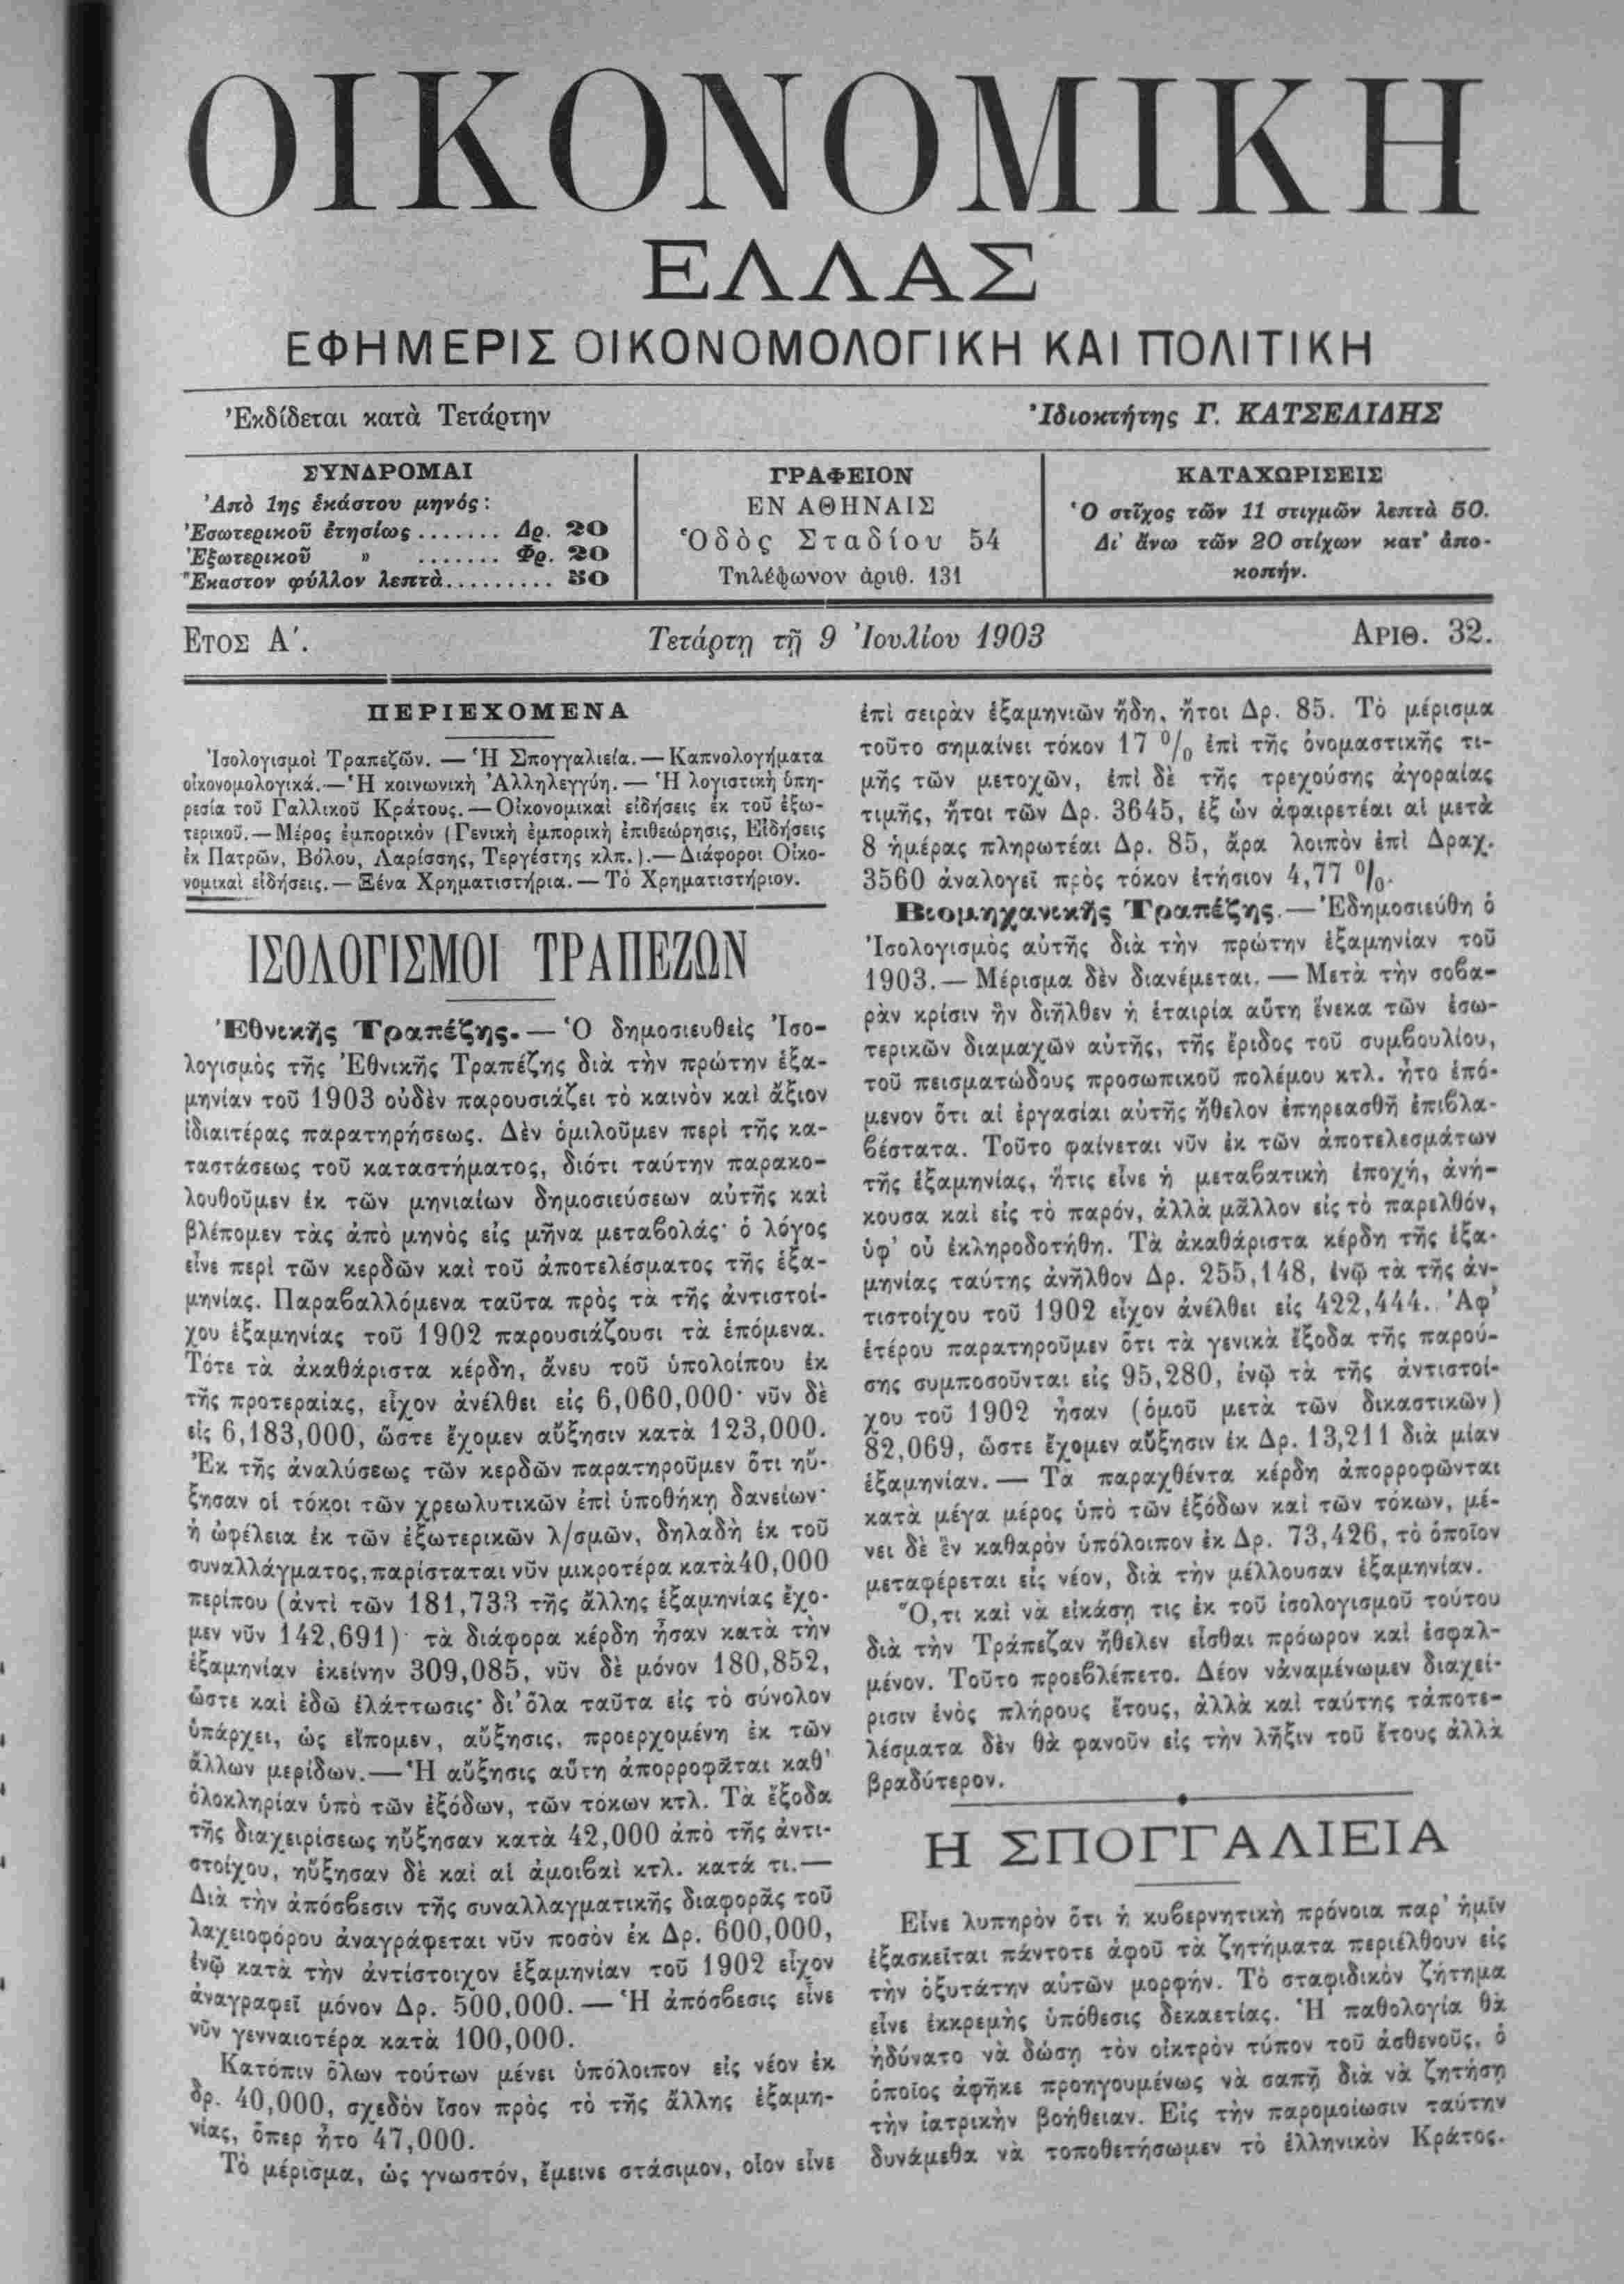 ΟΙΚΟΝΟΜΙΚΗ
ΕΛΛΑΣ
ΕΦΗΜΕΡΙΣ ΟΙΚΟΝΟΜΟΛΟΓΙΚΗ ΚΑΙ ΠΟΛΙΤΙΚΗ
Ἐκδίδεται κατὰ Τετάρτην
Ἰδιοκτήτης Γ. ΚΑΤΣΕΛΙΔΗΣ
ΣΥΝΔΡΟΜΑΙ
Ἀπὸ 1ης ἑκάστου μηνός:
Ἐσωτερικοῦ ἐτησίως ....... Δρ. 20
Ἐξωτερικοῦ » ....... Φρ. 20
Ἕκαστον φύλλον λεπτὰ.......... 50
ΓΡΑΦΕΙΟΝ
ΕΝ ΑΘΗΝΑΙΣ
Ὁδὸς Σταδίου 54
Τηλέφωνον ἀριθ. 131
ΚΑΤΑΧΩΡΙΣΕΙΣ
Ὁ στῖχος τῶν 11 στιγμῶν λεπτὰ 50.
Δι' ἄνω τῶν 20 στίχων κατ' ἀπο-
κοπήν.
ΕΤΟΣ Α'.
Τετάρτη τῇ 9 Ἰουλίου 1903
ΑΡΙΘ. 32.
ΠΕΡΙΕΧΟΜΕΝΑ
Ἰσολογισμοὶ Τραπεζῶν. — Ἡ Σπογγαλιεία. — Καπνολογήματα
οἰκονομολογικά. — Ἡ κοινωνικὴ Ἀλληλεγγύη. — Ἡ λογιστικὴ ὑπη-
ρεσία τοῦ Γαλλικοῦ Κράτους. — Οἰκονομικαὶ εἰδήσεις ἐκ τοῦ ἐξω-
τερικοῦ. — Μέρος ἐμπορικόν (Γενικὴ ἐμπορικὴ ἐπιθεώρησις, Εἰδήσεις
ἐκ Πατρῶν, Βόλου, Λαρίσσης, Τεργέστης κλπ.). — Διάφοροι Οἰκο-
νομικαὶ εἰδήσεις. — Ξένα Χρηματιστήρια. — Τὸ Χρηματιστήριον.
ΙΣΟΛΟΓΙΣΜΟΙ ΤΡΑΠΕΖΩΝ
Ἐθνικῆς Τραπέζης. — Ὁ δημοσιευθεὶς Ἰσο-
λογισμὸς τῆς Ἐθνικῆς Τραπέζης διὰ τὴν πρώτην ἑξα-
μηνίαν τοῦ 1903 οὐδὲν παρουσιάζει τὸ καινὸν καὶ ἄξιον
ἰδιαιτέρας παρατηρήσεως. Δὲν ὁμιλοῦμεν περὶ τῆς κα-
ταστάσεως τοῦ καταστήματος, διότι ταύτην παρακο-
λουθοῦμεν ἐκ τῶν μηνιαίων δημοσιεύσεων αὐτῆς καὶ
βλέπομεν τὰς ἀπὸ μηνὸς εἰς μῆνα μεταβολάς· ὁ λόγος
εἶνε περὶ τῶν κερδῶν καὶ τοῦ ἀποτελέσματος τῆς ἑξα-
μηνίας. Παραβαλλόμενα ταῦτα πρὸς τὰ τῆς ἀντιστοί-
χου ἑξαμηνίας τοῦ 1902 παρουσιάζουσι τὰ ἑπόμενα.
Τότε τὰ ἀκαθάριστα κέρδη, ἄνευ τοῦ ὑπολοίπου ἐκ
τῆς προτεραίας, εἶχον ἀνέλθει εἰς 6,060,000· νῦν δὲ
εἰς 6,183,000, ὥστε ἔχομεν αὔξησιν κατὰ 123,000.
Ἐκ τῆς ἀναλύσεως τῶν κερδῶν παρατηροῦμεν ὅτι ηὔ-
ξησαν οἱ τόκοι τῶν χρεωλυτικῶν ἐπὶ ὑποθήκῃ δανείων·
ἡ ὠφέλεια ἐκ τῶν ἐξωτερικῶν λ/σμῶν, δηλαδὴ ἐκ τοῦ
συναλλάγματος, παρίσταται νῦν μικροτέρα κατὰ 40,000
περίπου (ἀντὶ τῶν 181,733 τῆς ἄλλης ἑξαμηνίας ἔχο-
μεν νῦν 142,691)· τὰ διάφορα κέρδη ἦσαν κατὰ τὴν
ἑξαμηνίαν ἐκείνην 309,085, νῦν δὲ μόνον 180,852,
ὥστε καὶ ἐδῶ ἐλάττωσις· δι' ὅλα ταῦτα εἰς τὸ σύνολον
ὑπάρχει, ὡς εἴπομεν, αὔξησις, προερχομένη ἐκ τῶν
ἄλλων μερίδων. — Ἡ αὔξησις αὕτη ἀπορροφᾶται καθ'
ὁλοκληρίαν ὑπὸ τῶν ἐξόδων, τῶν τόκων κτλ. Τὰ ἔξοδα
τῆς διαχειρίσεως ηὔξησαν κατὰ 42,000 ἀπὸ τῆς ἀντι-
στοίχου, ηὔξησαν δὲ καὶ αἱ ἀμοιβαὶ κτλ. κατά τι. —
Διὰ τὴν ἀπόσβεσιν τῆς συναλλαγματικῆς διαφορᾶς τοῦ
λαχειοφόρου ἀναγράφεται νῦν ποσὸν ἐκ Δρ. 600,000,
ἐνῷ κατὰ τὴν ἀντίστοιχον ἑξαμηνίαν τοῦ 1902 εἶχον
ἀναγραφεῖ μόνον Δρ. 500,000. — Ἡ ἀπόσβεσις εἶνε
νῦν γενναιοτέρα κατὰ 100,000.
Κατόπιν ὅλων τούτων μένει ὑπόλοιπον εἰς νέον ἐκ
δρ. 40,000, σχεδὸν ἴσον πρὸς τὸ τῆς ἄλλης ἑξαμη-
νίας, ὅπερ ἦτο 47,000.
Τὸ μέρισμα, ὡς γνωστόν, ἔμεινε στάσιμον, οἷον εἶνε
ἐπὶ σειρὰν ἑξαμηνιῶν ἤδη, ἤτοι Δρ. 85. Τὸ μέρισμα
τοῦτο σημαίνει τόκον 17 % ἐπὶ τῆς ὀνομαστικῆς τι-
μῆς τῶν μετοχῶν, ἐπὶ δὲ τῆς τρεχούσης ἀγοραίας
τιμῆς, ἤτοι τῶν Δρ. 3645, ἐξ ὧν ἀφαιρετέαι αἱ μετὰ
8 ἡμέρας πληρωτέαι Δρ. 85, ἄρα λοιπὸν ἐπὶ Δραχ.
3560 ἀναλογεῖ πρὸς τόκον ἐτήσιον 4,77 %.
Βιομηχανικῆς Τραπέζης. — Ἐδημοσιεύθη ὁ
Ἰσολογισμὸς αὐτῆς διὰ τὴν πρώτην ἑξαμηνίαν τοῦ
1903. — Μέρισμα δὲν διανέμεται. — Μετὰ τὴν σοβα-
ρὰν κρίσιν ἣν διῆλθεν ἡ ἑταιρία αὕτη ἕνεκα τῶν ἐσω-
τερικῶν διαμαχῶν αὐτῆς, τῆς ἔριδος τοῦ συμβουλίου,
τοῦ πεισματώδους προσωπικοῦ πολέμου κτλ. ἦτο ἑπό-
μενον ὅτι αἱ ἐργασίαι αὐτῆς ἤθελον ἐπηρεασθῆ ἐπιβλα-
βέστατα. Τοῦτο φαίνεται νῦν ἐκ τῶν ἀποτελεσμάτων
τῆς ἑξαμηνίας, ἥτις εἶνε ἡ μεταβατικὴ ἐποχή, ἀνή-
κουσα καὶ εἰς τὸ παρόν, ἀλλὰ μᾶλλον εἰς τὸ παρελθόν,
ὑφ' οὗ ἐκληροδοτήθη. Τὰ ἀκαθάριστα κέρδη τῆς ἑξα-
μηνίας ταύτης ἀνῆλθον Δρ. 255,148, ἐνῷ τὰ τῆς ἀν-
τιστοίχου τοῦ 1902 εἶχον ἀνέλθει εἰς 422,444. Ἀφ'
ἑτέρου παρατηροῦμεν ὅτι τὰ γενικὰ ἔξοδα τῆς παρού-
σης συμποσοῦνται εἰς 95,280, ἐνῷ τὰ τῆς ἀντιστοί-
χου τοῦ 1902 ἦσαν (ὁμοῦ μετὰ τῶν δικαστικῶν)
82,069, ὥστε ἔχομεν αὔξησιν ἐκ Δρ. 13,211 διὰ μίαν
ἑξαμηνίαν. — Τὰ παραχθέντα κέρδη ἀπορροφῶνται
κατὰ μέγα μέρος ὑπὸ τῶν ἐξόδων καὶ τῶν τόκων, μέ-
νει δὲ ἓν καθαρὸν ὑπόλοιπον ἐκ Δρ. 73,426, τὸ ὁποῖον
μεταφέρεται εἰς νέον, διὰ τὴν μέλλουσαν ἑξαμηνίαν.
Ὅ,τι καὶ νὰ εἰκάσῃ τις ἐκ τοῦ ἰσολογισμοῦ τούτου
διὰ τὴν Τράπεζαν ἤθελεν εἶσθαι πρόωρον καὶ ἐσφαλ-
μένον. Τοῦτο προεβλέπετο. Δέον νἀναμένωμεν διαχεί-
ρισιν ἑνὸς πλήρους ἔτους, ἀλλὰ καὶ ταύτης τἀποτε-
λέσματα δὲν θὰ φανοῦν εἰς τὴν λῆξιν τοῦ ἔτους ἀλλὰ
βραδύτερον.
Η ΣΠΟΓΓΑΛΙΕΙΑ
Εἶνε λυπηρὸν ὅτι ἡ κυβερνητικὴ πρόνοια παρ' ἡμῖν
ἐξασκεῖται πάντοτε ἀφοῦ τὰ ζητήματα περιέλθουν εἰς
τὴν ὀξυτάτην αὐτῶν μορφήν. Τὸ σταφιδικὸν ζήτημα
εἶνε ἐκκρεμὴς ὑπόθεσις δεκαετίας. Ἡ παθολογία θὰ
ἠδύνατο νὰ δώσῃ τὸν οἰκτρὸν τύπον τοῦ ἀσθενοῦς, ὁ
ὁποῖος ἀφῆκε προηγουμένως νὰ σαπῇ διὰ νὰ ζητήσῃ
τὴν ἰατρικὴν βοήθειαν. Εἰς τὴν παρομοίωσιν ταύτην
δυνάμεθα νὰ τοποθετήσωμεν τὸ ἑλληνικὸν Κράτος.